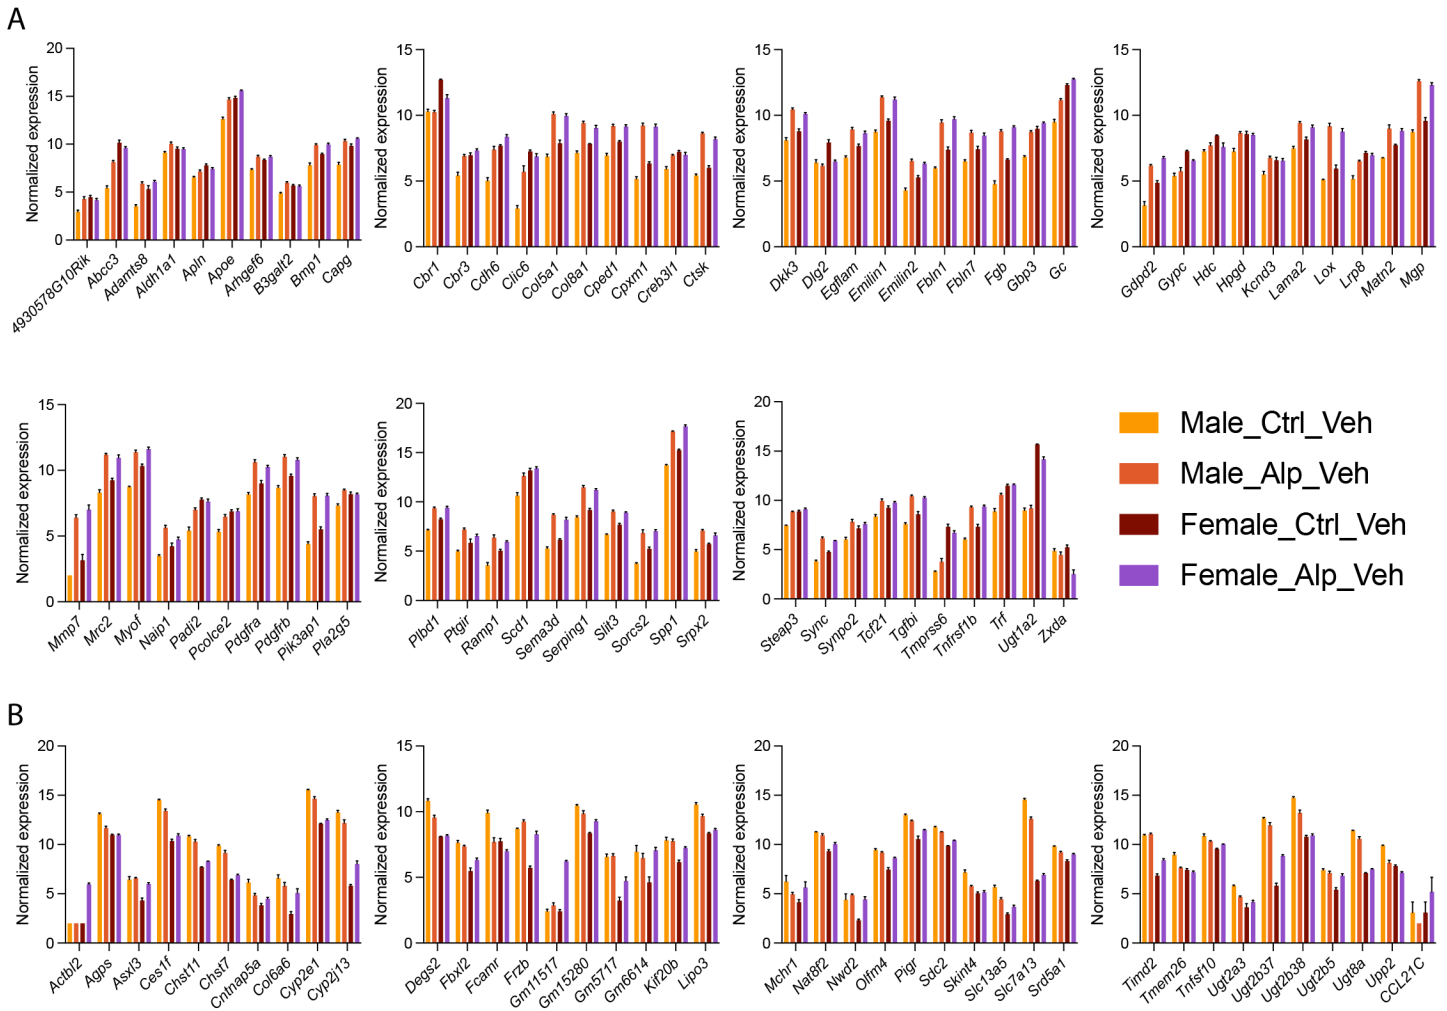 A
Normalized expression
20
15
10
5
0
4930578G10Rik
Abcc3
Adamts8
Aldh1a1
Apln
Apoe
Arhgef6
B3galt2
Bmp1
Capg
Normalized expression
15
10
5
0
Cbr1
Cbr3
Cdh6
Clic6
Col5a1
Col8a1
Cped1
Cpxm1
Creb3l1
Ctsk
Normalized expression
15
10
5
0
Dkk3
Dlg2
Egflam
Emilin1
Emilin2
Fbln1
Fbln7
Fgb
Gbp3
Gc
Normalized expression
15
10
5
0
Gdpd2
Gypc
Hdc
Hpgd
Kcnd3
Lama2
Lox
Lrp8
Matn2
Mgp
Normalized expression
15
10
5
0
Mmp7
Mrc2
Myof
Naip1
Padi2
Pcolce2
Pdgfra
Pdgfrb
Pik3ap1
Pla2g5
Normalized expression
20
15
10
5
0
Plbd1
Ptgir
Ramp1
Scd1
Sema3d
Serping1
Slit3
Sorcs2
Spp1
Srpx2
Normalized expression
20
15
10
5
0
Steap3
Sync
Synpo2
Tcf21
Tgfbi
Tmprss6
Tnfrsf1b
Trf
Ugt1a2
Zxda
Male_Ctrl_Veh
Male_Alp_Veh
Female_Ctrl_Veh
Female_Alp_Veh
B
Normalized expression
20
15
10
5
0
Actbl2
Agps
Asxl3
Ces1f
Chst11
Chst7
Cntnap5a
Col6a6
Cyp2e1
Cyp2j13
Normalized expression
15
10
5
0
Degs2
Fbxl2
Fcamr
Frzb
Gm11517
Gm15280
Gm5717
Gm6614
Kif20b
Lipo3
Normalized expression
20
15
10
5
0
Mchr1
Nat8f2
Nwd2
Olfm4
Pigr
Sdc2
Skint4
Slc13a5
Slc7a13
Srd5a1
Normalized expression
20
15
10
5
0
Timd2
Tmem26
Tnfsf10
Ugt2a3
Ugt2b37
Ugt2b38
Ugt2b5
Ugt8a
Upp2
CCL21C